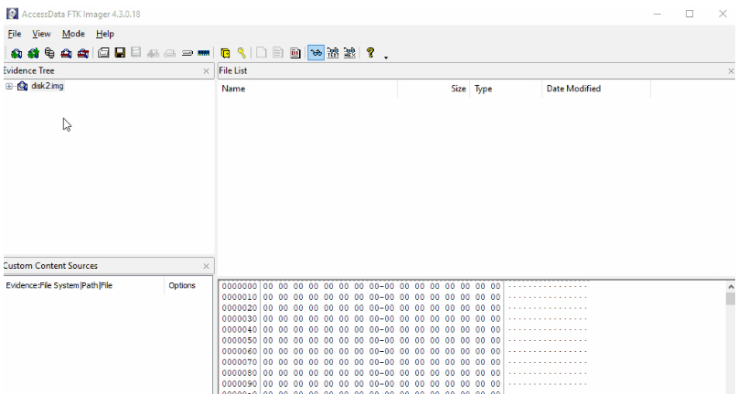 AccessData FTK Imager 4.3.0.18
File View Mode Help
Evidence Tree
File List
disk2.img
Name Size Type Date Modified
Custom Content Sources
Evidence:File System|Path|File Options
0000000 00 00 00 00 00 00 00 00-00 00 00 00 00 00 00 00 ................
0000010 00 00 00 00 00 00 00 00-00 00 00 00 00 00 00 00 ................
0000020 00 00 00 00 00 00 00 00-00 00 00 00 00 00 00 00 ................
0000030 00 00 00 00 00 00 00 00-00 00 00 00 00 00 00 00 ................
0000040 00 00 00 00 00 00 00 00-00 00 00 00 00 00 00 00 ................
0000050 00 00 00 00 00 00 00 00-00 00 00 00 00 00 00 00 ................
0000060 00 00 00 00 00 00 00 00-00 00 00 00 00 00 00 00 ................
0000070 00 00 00 00 00 00 00 00-00 00 00 00 00 00 00 00 ................
0000080 00 00 00 00 00 00 00 00-00 00 00 00 00 00 00 00 ................
0000090 00 00 00 00 00 00 00 00-00 00 00 00 00 00 00 00 ................